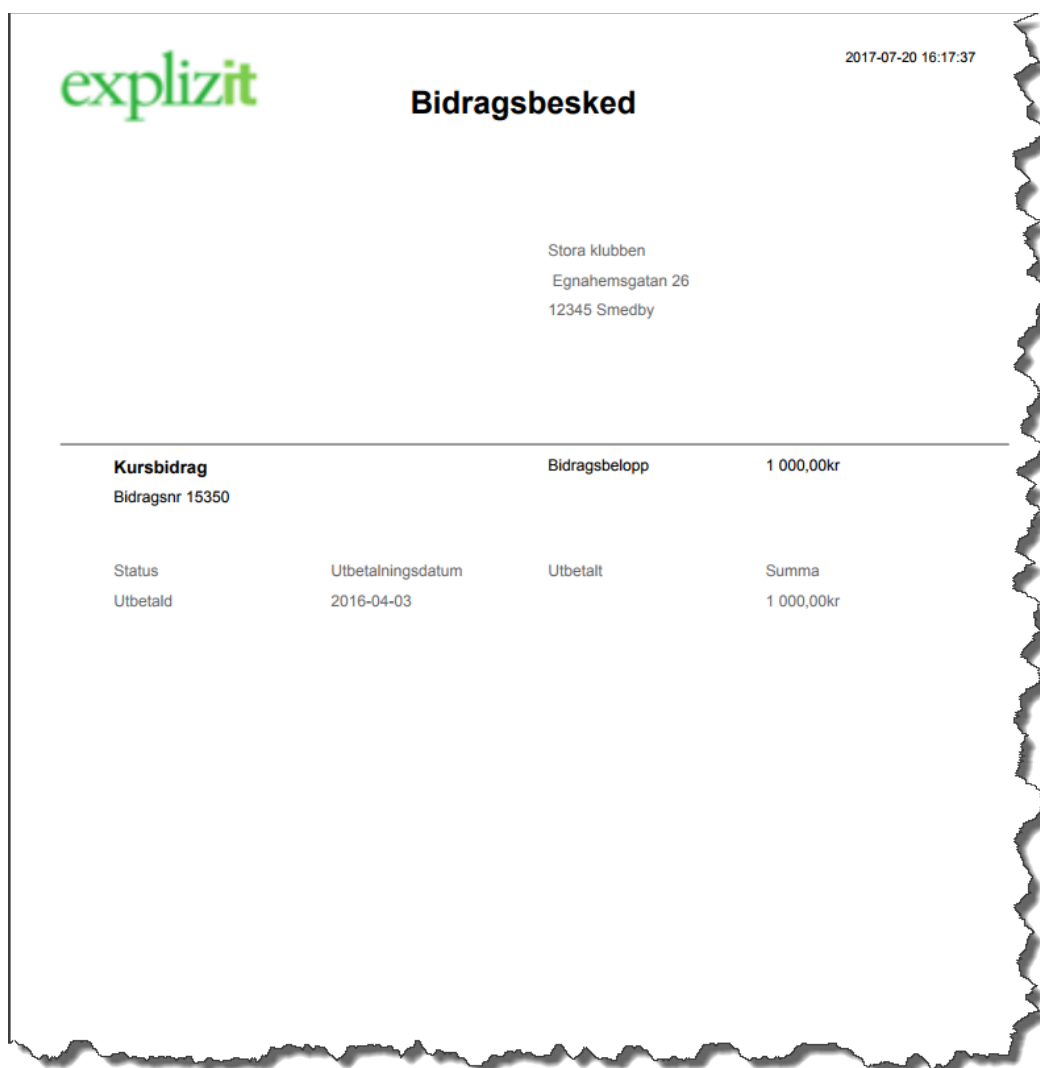 2017-07-20 16:17:37
explizit
Bidragsbesked
Stora klubben
Egnahemsgatan 26
12345 Smedby
Kursbidrag Bidragsbelopp 1 000,00kr
Bidragsnr 15350
Status Utbetalningsdatum Utbetalt Summa
Utbetald 2016-04-03 1 000,00kr